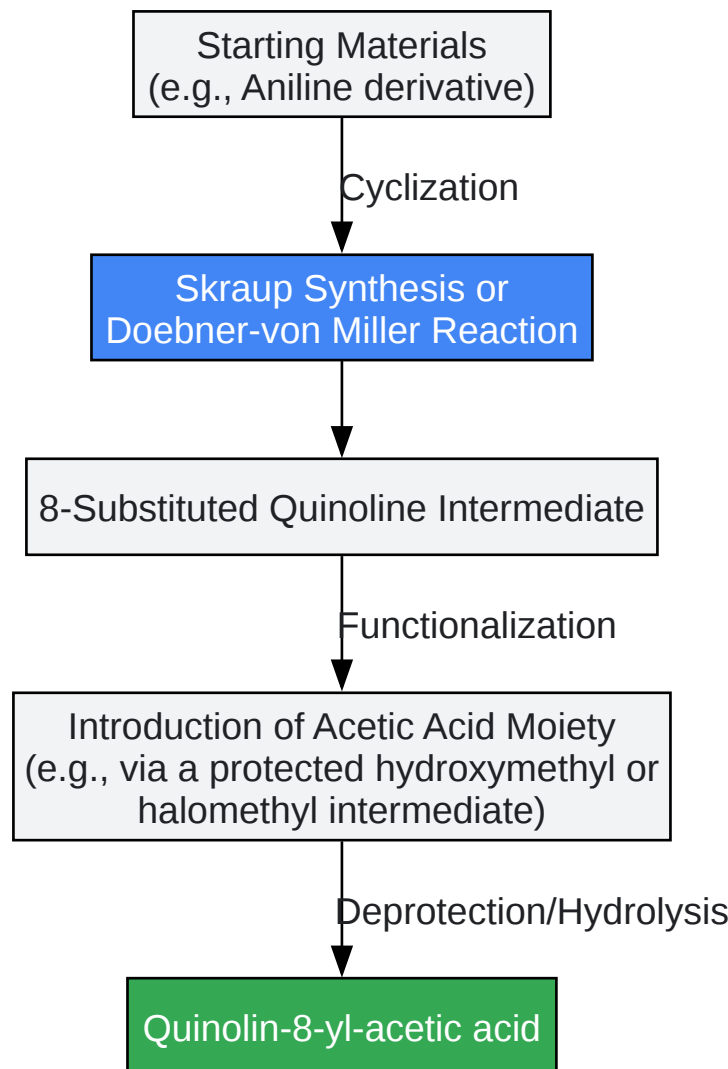 Starting Materials
(e.g., Aniline derivative)
Cyclization
Skraup Synthesis or
Doebner-von Miller Reaction
8-Substituted Quinoline Intermediate
Functionalization
Introduction of Acetic Acid Moiety
(e.g., via a protected hydroxymethyl or
halomethyl intermediate)
Deprotection/Hydrolysis
Quinolin-8-yl-acetic acid